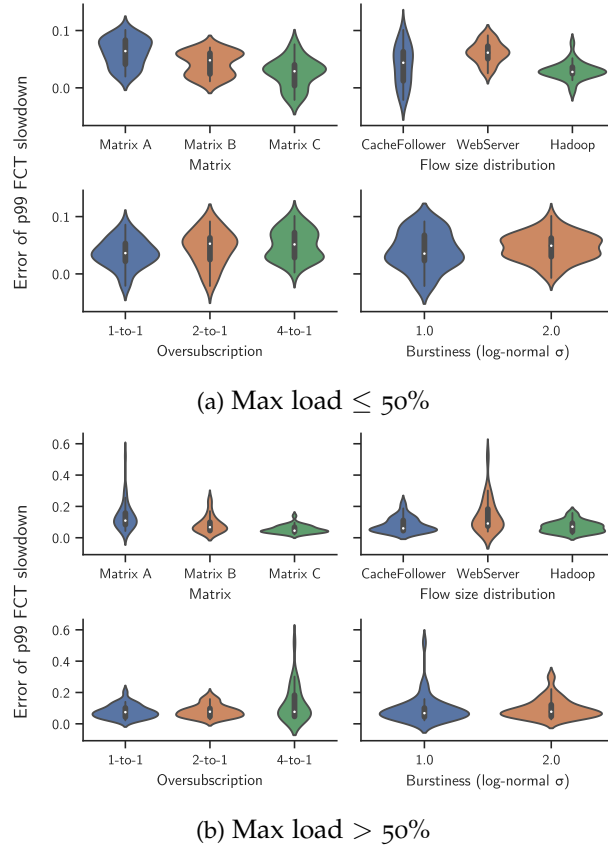 Error of p99 FCT slowdown
0.1
0.0
Matrix A Matrix B Matrix C
Matrix
CacheFollower WebServer Hadoop
Flow size distribution
0.1
0.0
1-to-1 2-to-1 4-to-1
Oversubscription
1.0 2.0
Burstiness (log-normal σ)
(a) Max load ≤ 50%
Error of p99 FCT slowdown
0.6
0.4
0.2
0.0
Matrix A Matrix B Matrix C
Matrix
CacheFollower WebServer Hadoop
Flow size distribution
0.6
0.4
0.2
0.0
1-to-1 2-to-1 4-to-1
Oversubscription
1.0 2.0
Burstiness (log-normal σ)
(b) Max load > 50%